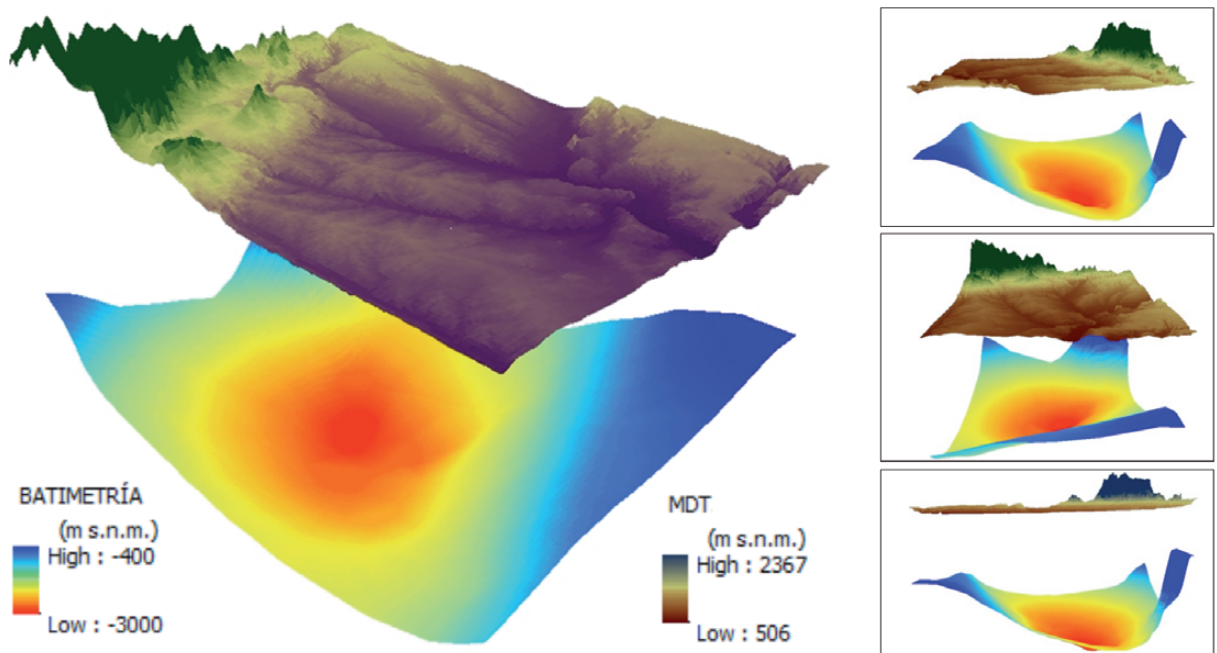 BATIMETRÍA
(m s.n.m.)
High : -400
Low : -3000
MDT
(m s.n.m.)
High : 2367
Low : 506